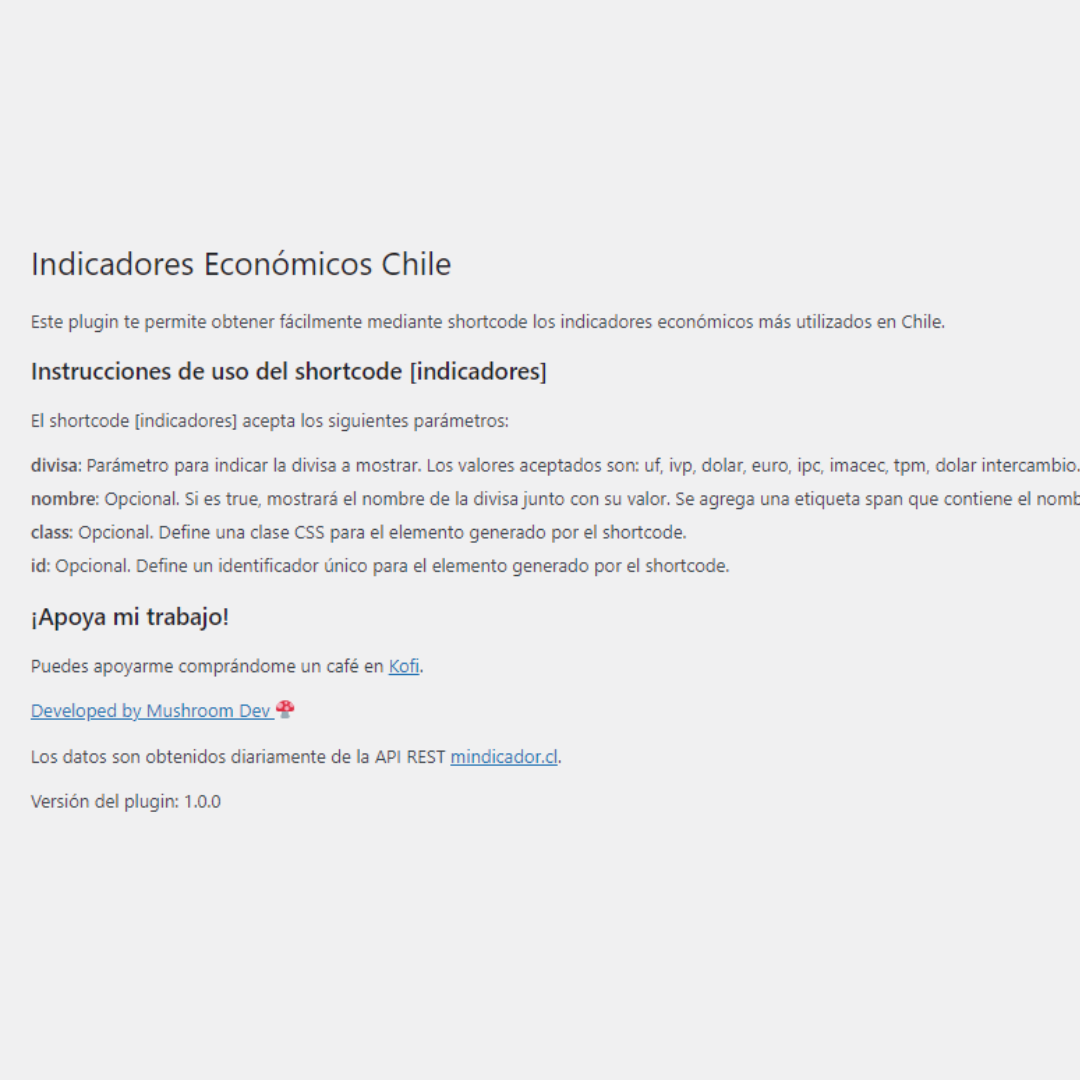 Indicadores Económicos Chile
Este plugin te permite obtener fácilmente mediante shortcode los indicadores económicos más utilizados en Chile.
Instrucciones de uso del shortcode [indicadores]
El shortcode [indicadores] acepta los siguientes parámetros:
divisa: Parámetro para indicar la divisa a mostrar. Los valores aceptados son: uf, ivp, dolar, euro, ipc, imacec, tpm, dolar intercambio.
nombre: Opcional. Si es true, mostrará el nombre de la divisa junto con su valor. Se agrega una etiqueta span que contiene el
class: Opcional. Define una clase CSS para el elemento generado por el shortcode.
id: Opcional. Define un identificador único para el elemento generado por el shortcode.
¡Apoya mi trabajo!
Puedes apoyarme comprándome un café en Kofi.
Developed by Mushroom Dev 🍄
Los datos son obtenidos diariamente de la API REST mindicador.cl.
Versión del plugin: 1.0.0